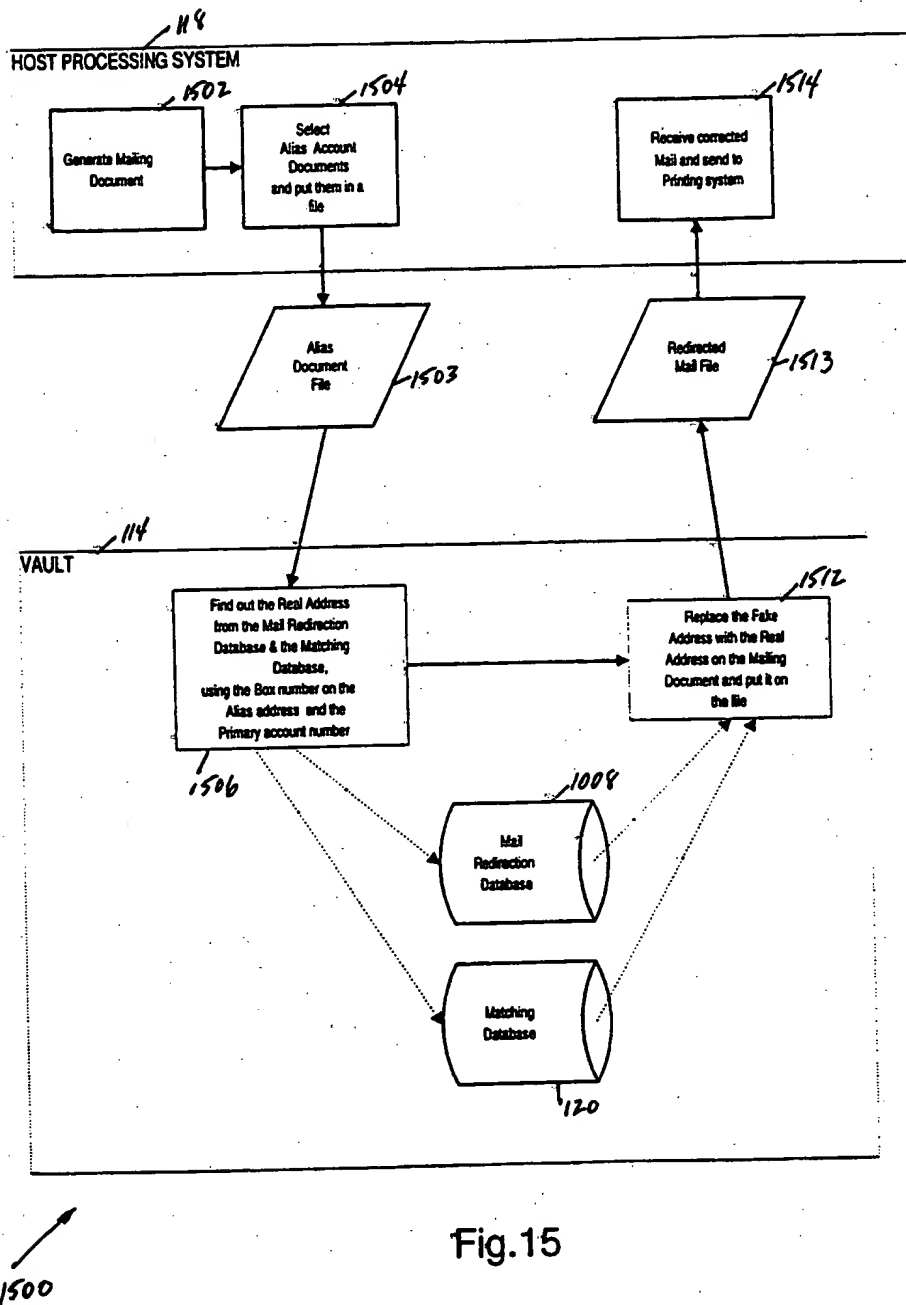 118
HOST PROCESSING SYSTEM
1502
Generate Mailing
Document
1504
Select
Alias Account
Documents
and put them in a
file
1514
Receive corrected
Mail and send to
Printing system
Alias
Document
File
1503
Redirected
Mail File
1513
114
VAULT
Find out the Real Address
from the Mail Redirection
Database & the Matching
Database,
using the Box number on the
Alias address and the
Primary account number
1506
1512
Replace the Fake
Address with the Real
Address on the Mailing
Document and put it on
the file
1008
Mail
Redirection
Database
Matching
Database
120
1500
Fig.15